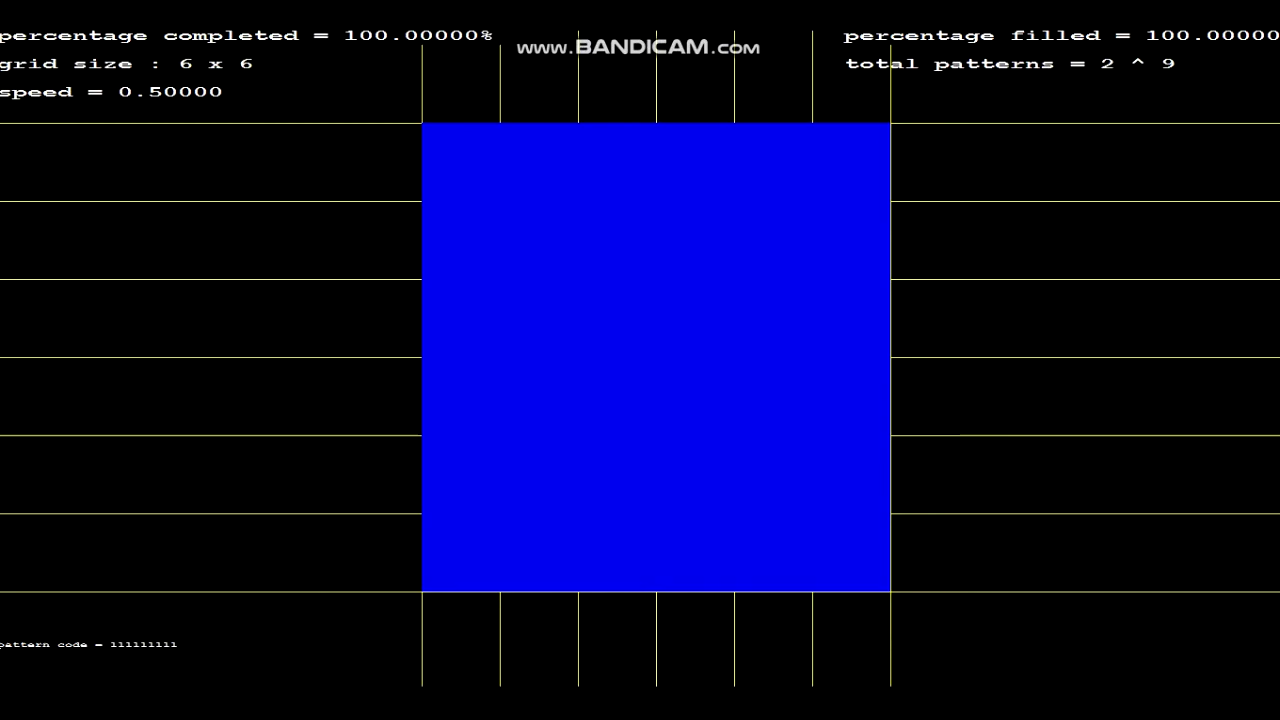 percentage completed = 100.00000%
grid size : 6 x 6
speed = 0.50000
www.BANDICAM.com
percentage filled = 100.00000
total patterns = 2 ^ 9
pattern code = 111111111